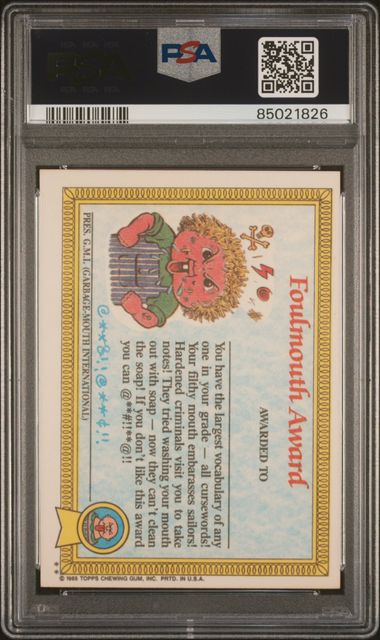 PSA
PSA
85021826
Foulmouth Award
AWARDED TO
You have the largest vocabulary of any
one in your grade — all cursewords!
Your filthy mouth embarasses sailors!
Hardened criminals visit you to take
notes! They tried washing your mouth
out with soap — now they can't clean
the soap! If you don't like this award
you can @**#!!**@!!
@**&!!@**¢!!
PRES. G.M.I. (GARBAGE-MOUTH INTERNATIONAL)
** © 1985 TOPPS CHEWING GUM, INC. PRTD. IN U.S.A.